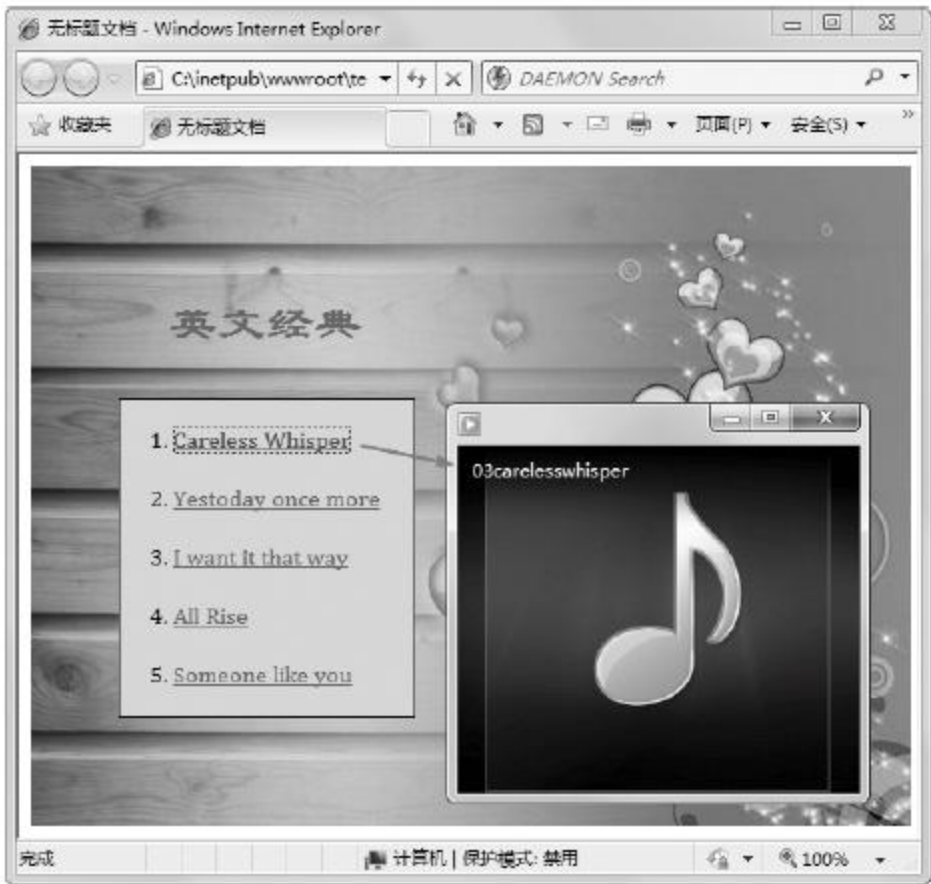 无标题文档 - Windows Internet Explorer
C:\inetpub\wwwroot\te
DAEMON Search
收藏夹
无标题文档
页面(P)
安全(S)
»
英文经典
1. Careless Whisper
2. Yestoday once more
3. I want it that way
4. All Rise
5. Someone like you
03carelesswhisper
完成
计算机 | 保护模式: 禁用
100%